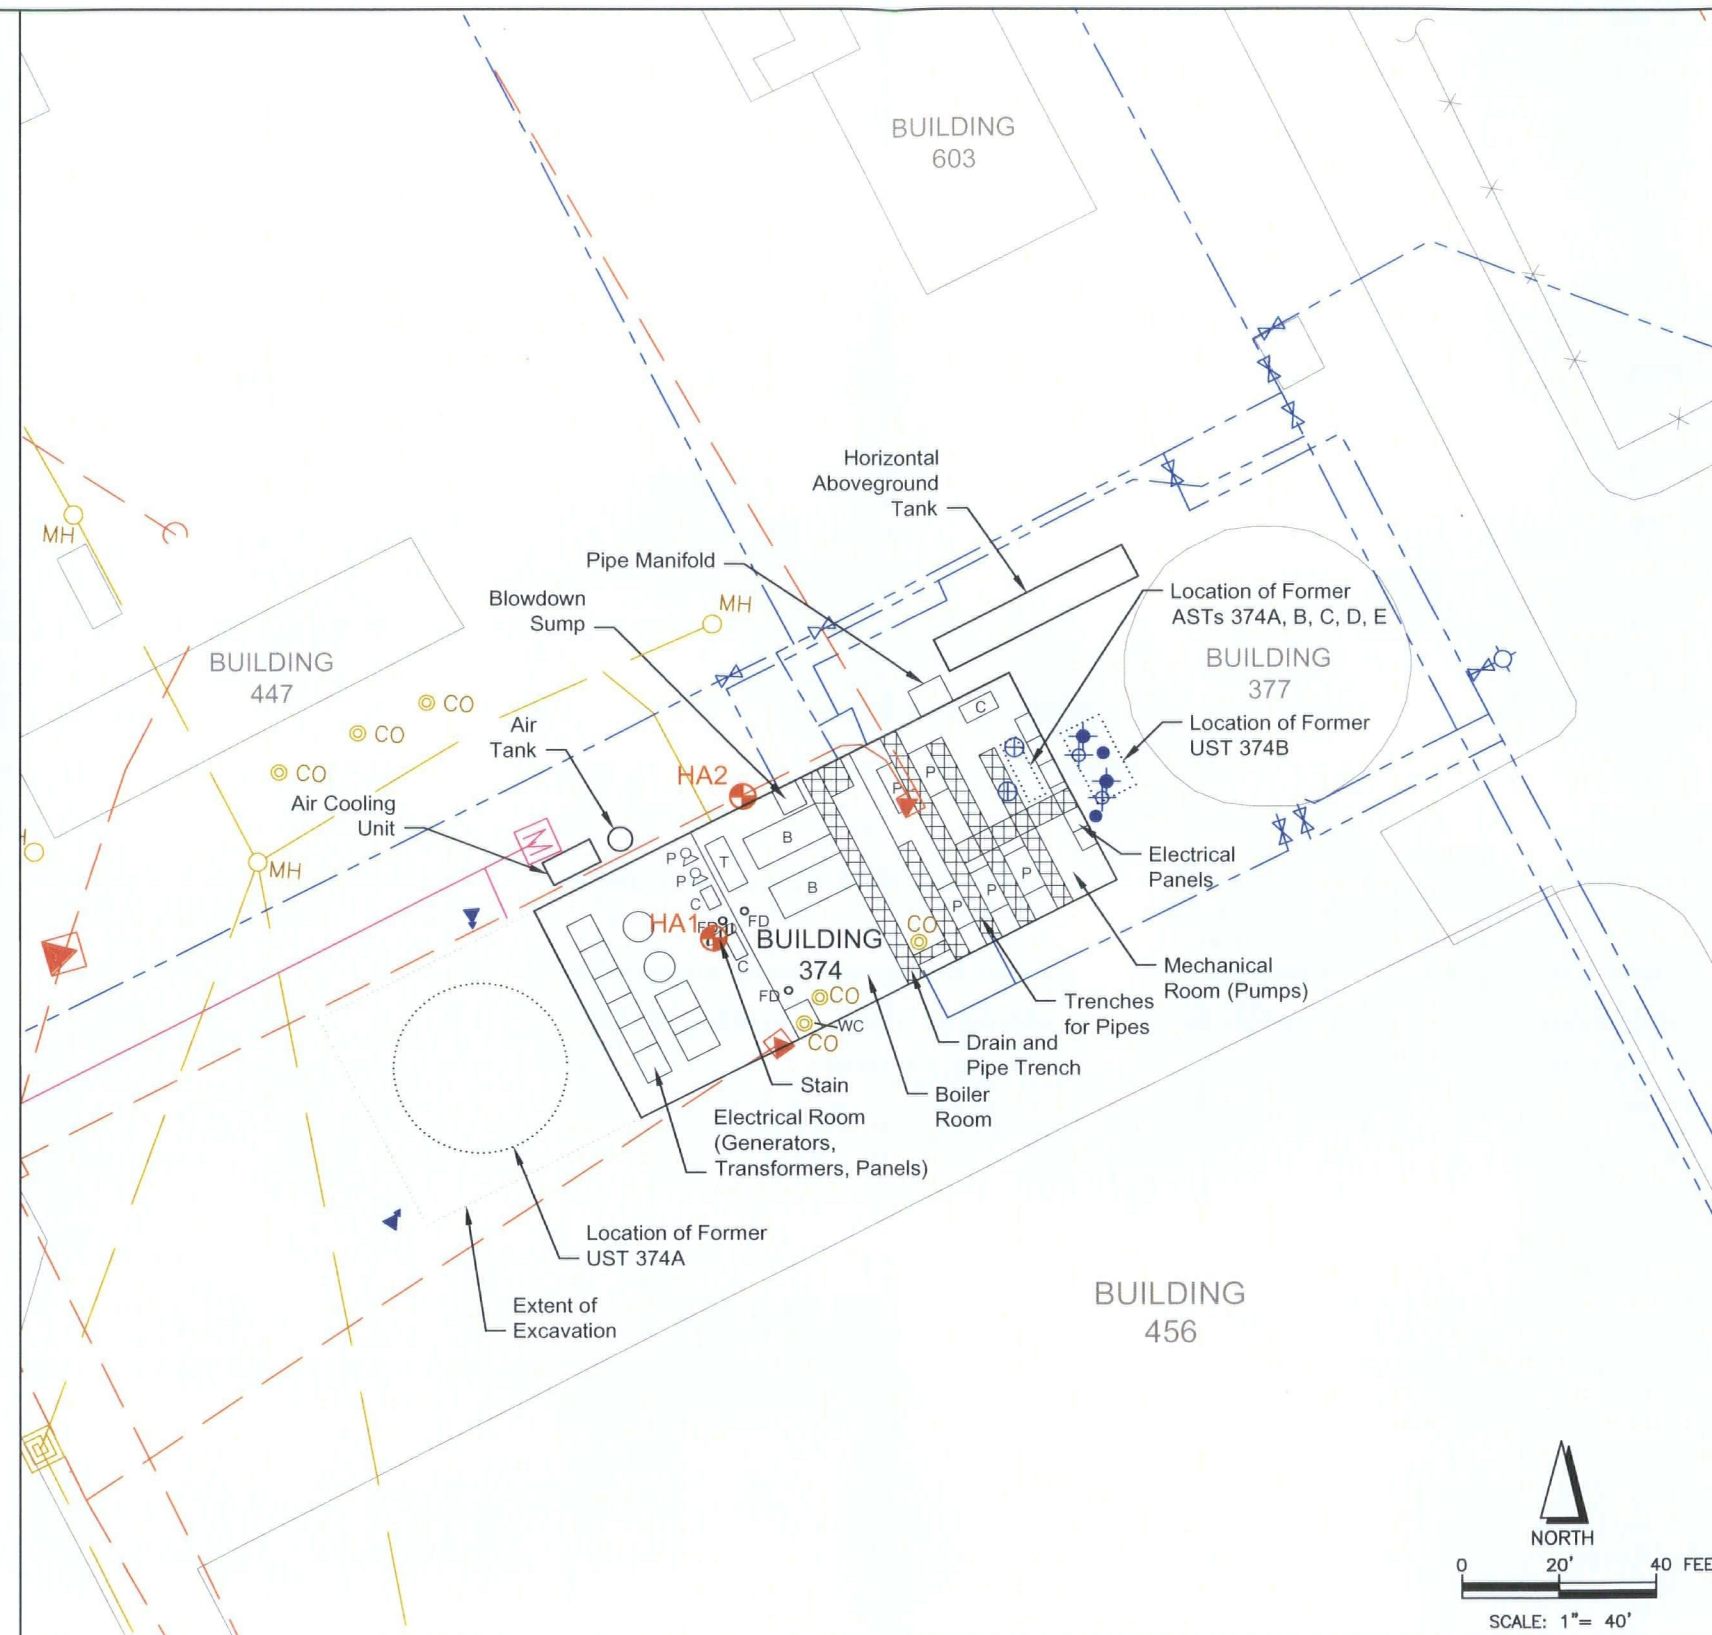 BUILDING
603
Horizontal
Aboveground
Tank
Pipe Manifold
Blowdown
Sump
MH
MH
Location of Former
ASTs 374A, B, C, D, E
BUILDING
447
BUILDING
377
CO
CO
CO
Air
Tank
C
Location of Former
UST 374B
HA2
P
P
Air Cooling
Unit
M
B
T
P
P
B
MH
C
P
P
P
Electrical
Panels
HA1
FD
CO
BUILDING
374
C
Mechanical
Room (Pumps)
FD
CO
WC
CO
Trenches
for Pipes
Drain and
Pipe Trench
Stain
Boiler
Room
Electrical Room
(Generators,
Transformers, Panels)
Location of Former
UST 374A
Extent of
Excavation
BUILDING
456
NORTH
0 20' 40 FEE
SCALE: 1"= 40'